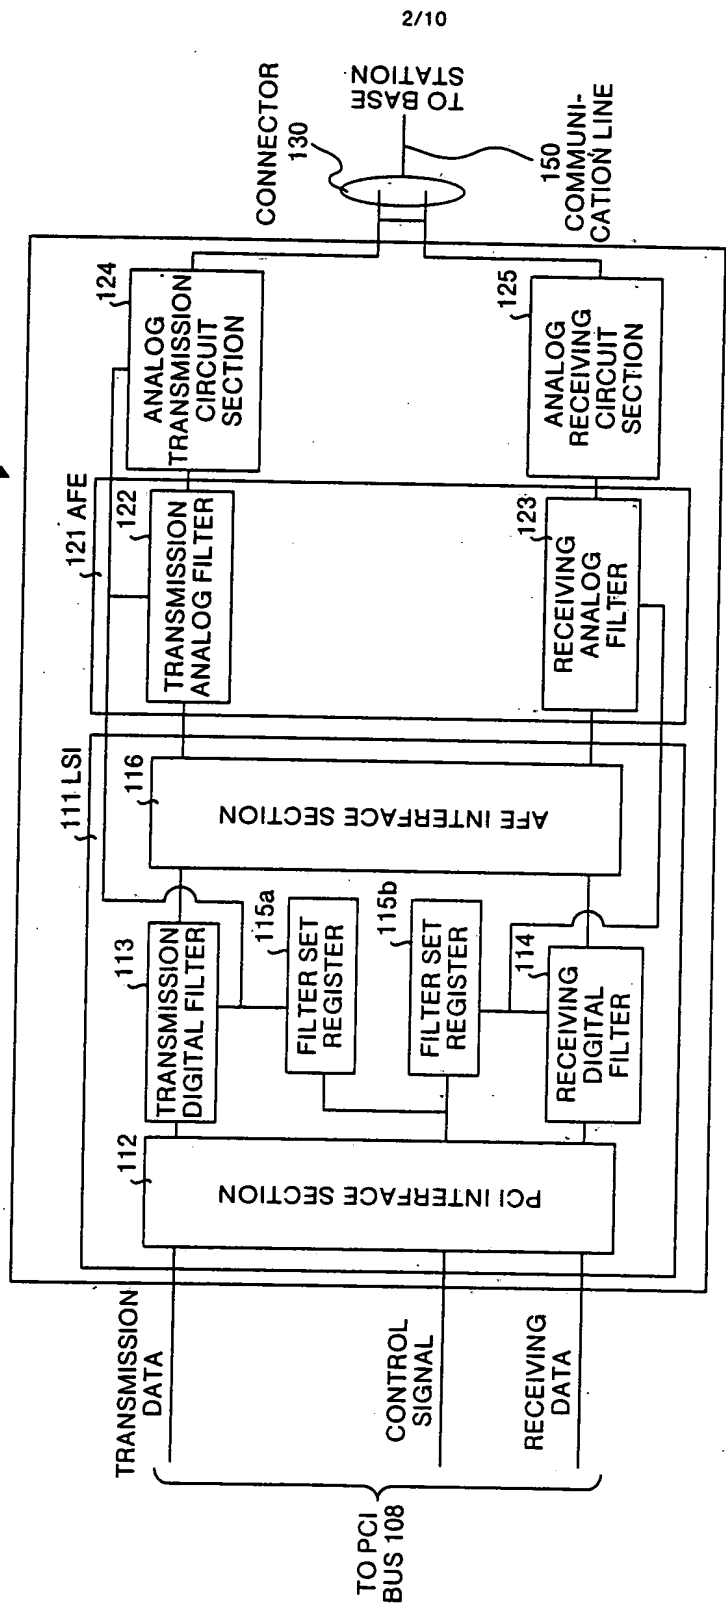 2/10
TO PCI
BUS 108
TRANSMISSION
DATA
CONTROL
SIGNAL
RECEIVING
DATA
111 LSI
112
PCI INTERFACE SECTION
113
TRANSMISSION
DIGITAL FILTER
115a
FILTER SET
REGISTER
115b
FILTER SET
REGISTER
114
RECEIVING
DIGITAL
FILTER
116
AFE INTERFACE SECTION
121 AFE
122
TRANSMISSION
ANALOG FILTER
123
RECEIVING
ANALOG
FILTER
124
ANALOG
TRANSMISSION
CIRCUIT
SECTION
125
ANALOG
RECEIVING
CIRCUIT
SECTION
CONNECTOR
130
TO BASE
STATION
150
COMMUNI-
CATION LINE